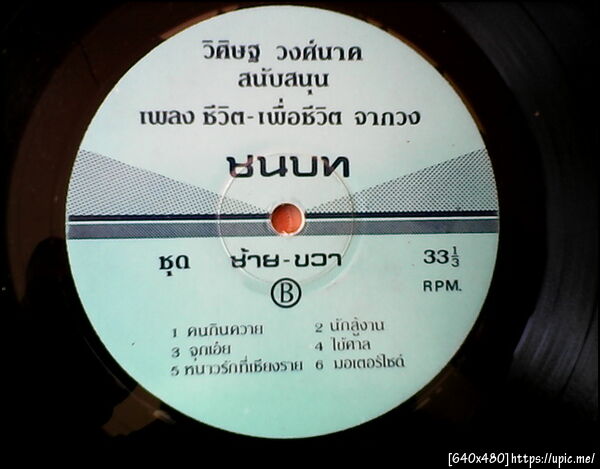 วิศิษฐ วงศ์นาค
สนับสนุน
เพลง ชีวิต-เพื่อชีวิต จากวง
ชนบท
ชุด ซ้าย-ขวา 33⅓
B RPM.
1 คนกินควาย 2 นักสู้งาน
3 จุกเอ๋ย 4 ไข้ศาล
5 หนาวรักที่เชียงราย 6 มอเตอร์ไซด์
[640x480]https://upic.me/